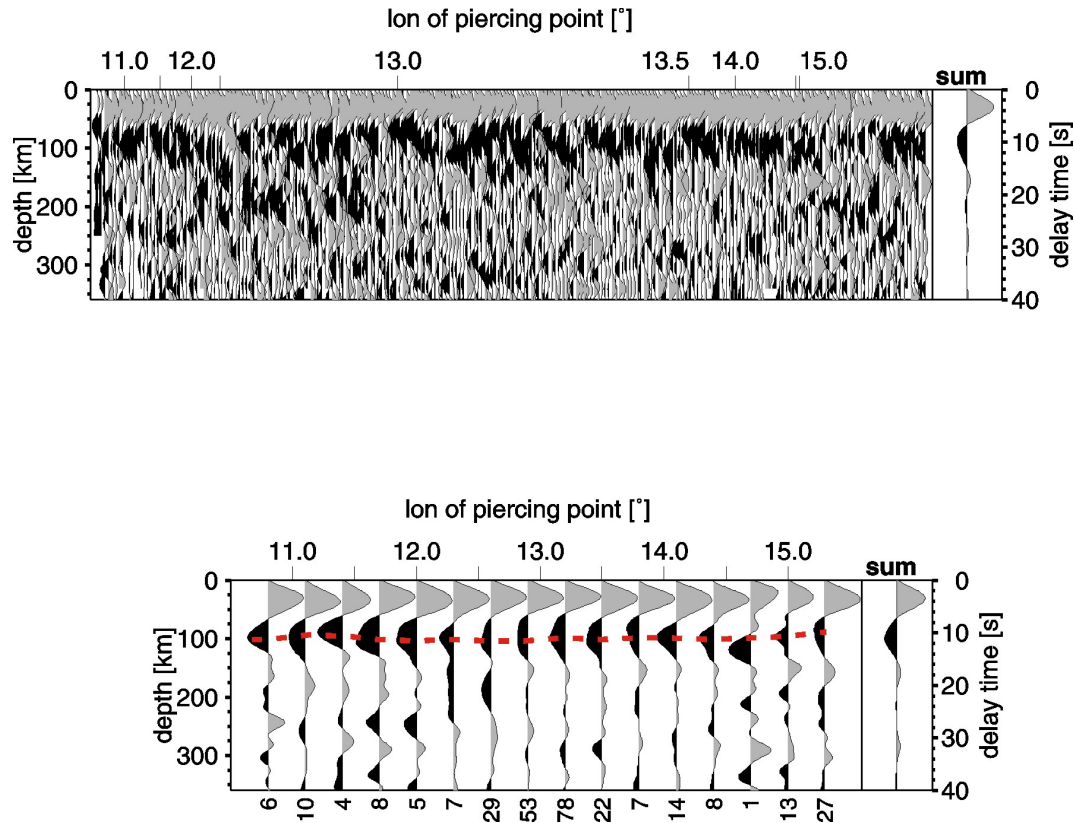 lon of piercing point [°]
11.0 12.0 13.0 13.5 14.0 15.0
sum
0 0
100 10
200 20
300 30
40
depth [km]
delay time [s]
lon of piercing point [°]
11.0 12.0 13.0 14.0 15.0
sum
0 0
100 10
200 20
300 30
40
depth [km]
delay time [s]
6 10 4 8 5 7 29 53 78 22 7 14 8 1 13 27